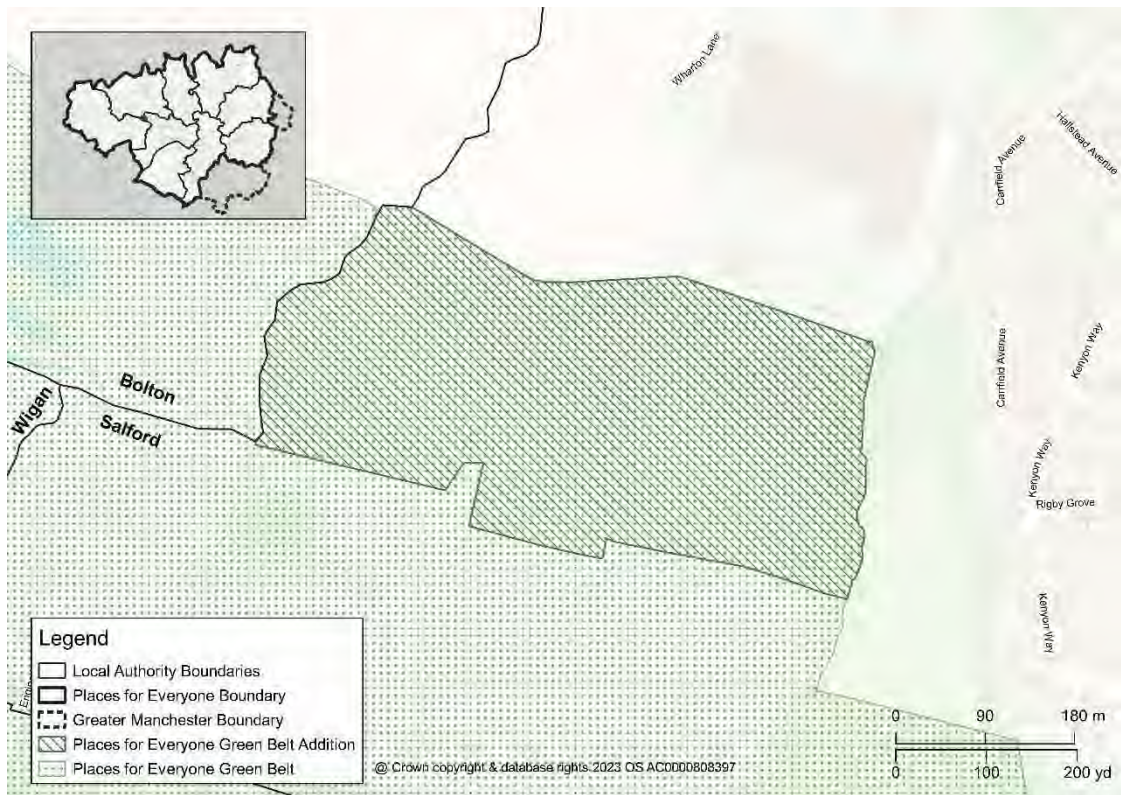 Wharton Lane
Hallstead Avenue
Carrfield Avenue
Carrfield Avenue
Kenyon Way
Kenyon Way
Rigby Grove
Kenyon Way
Bolton
Wigan
Salford
Legend
Local Authority Boundaries
Places for Everyone Boundary
Greater Manchester Boundary
Places for Everyone Green Belt Addition
Places for Everyone Green Belt
@ Crown copyright & database rights 2023 OS AC0000808397
0 90 180 m
0 100 200 yd